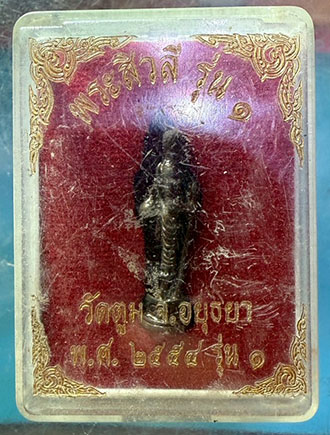 พระสิวลี รุ่น ๑
วัดตูม จ.อยุธยา
พ.ศ. ๒๕๕๔ รุ่น ๑